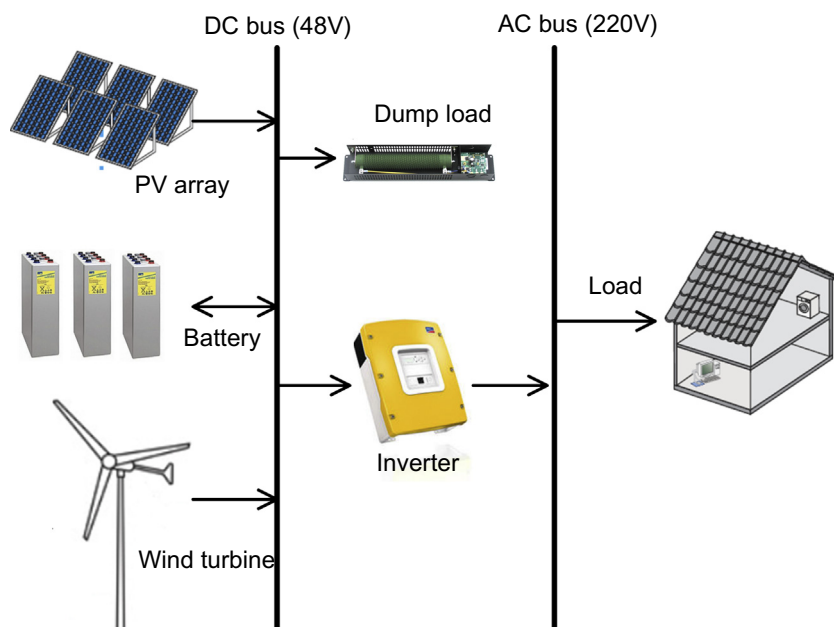 DC bus (48V)
AC bus (220V)
Dump load
PV array
Load
Battery
Inverter
Wind turbine